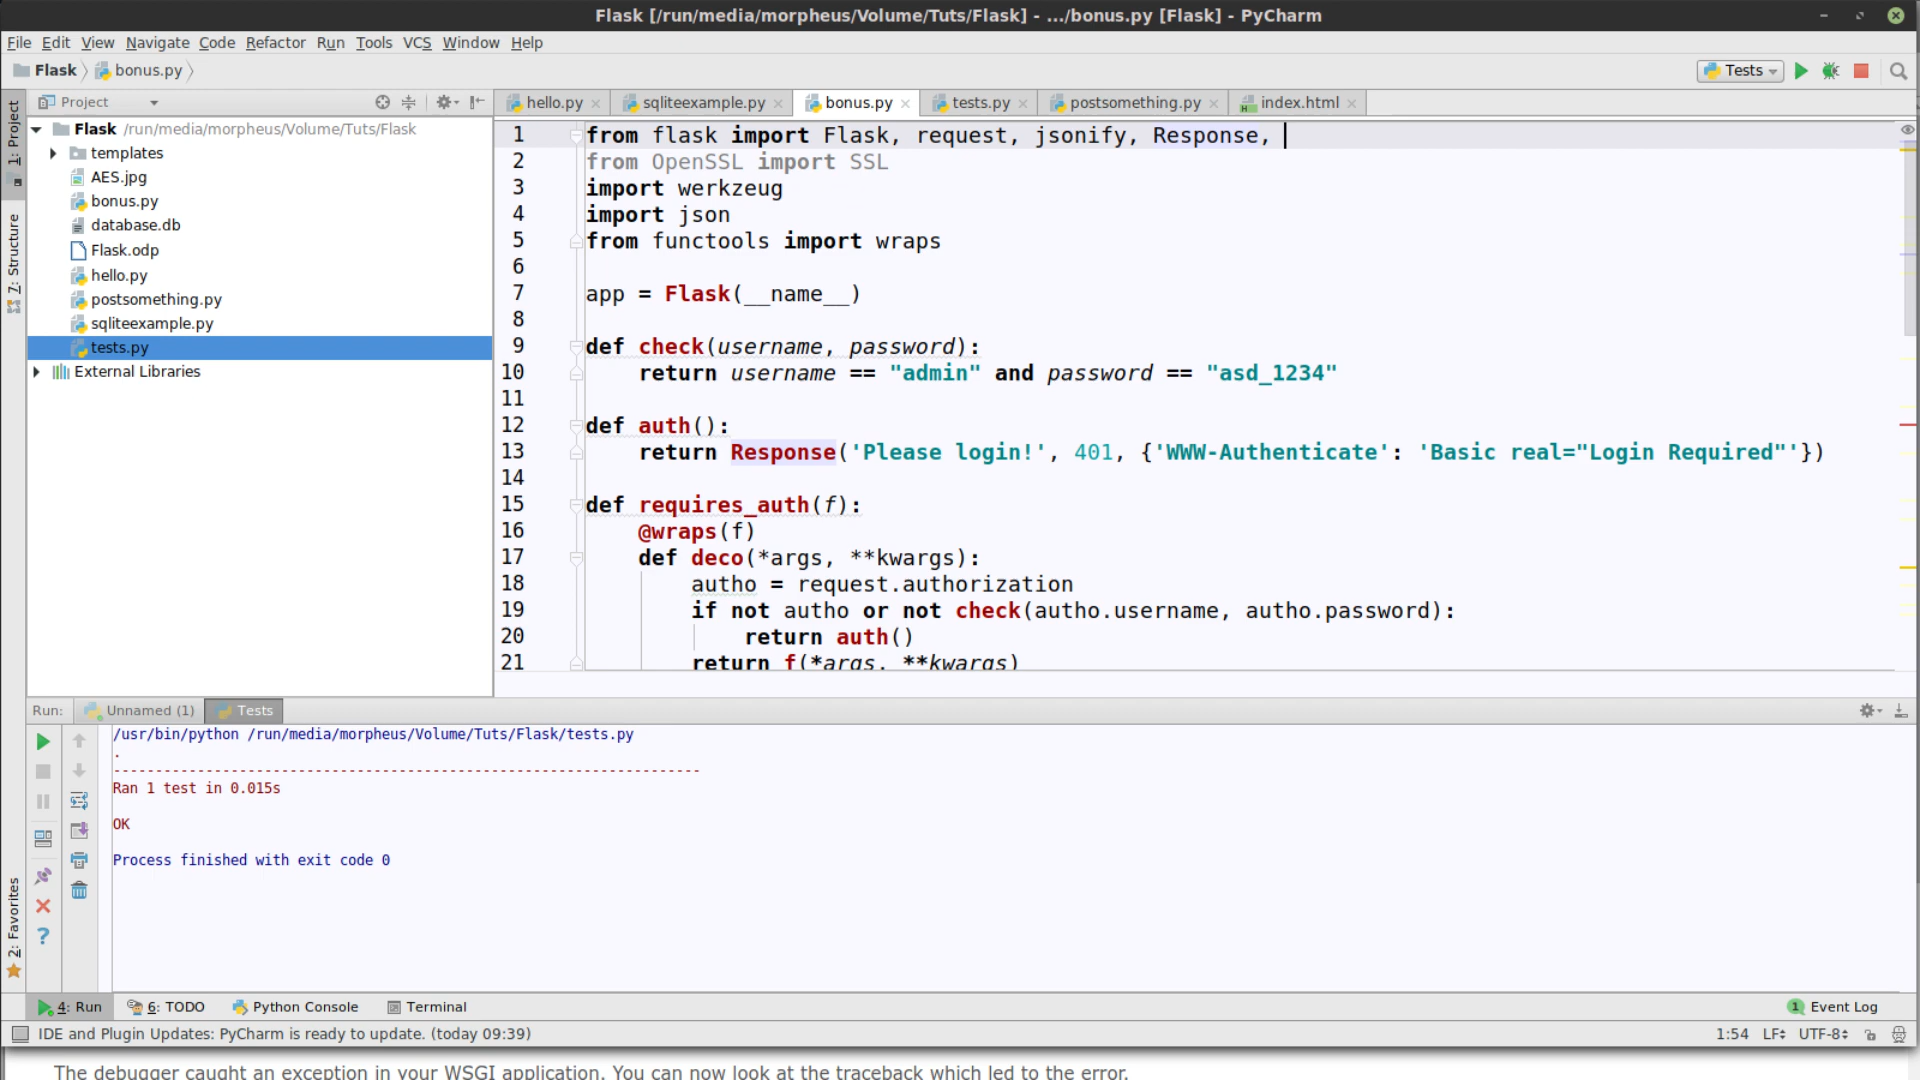 Flask [/run/media/morpheus/Volume/Tuts/Flask] - .../bonus.py [Flask] - PyCharm
File Edit View Navigate Code Refactor Run Tools VCS Window Help
Flask bonus.py Tests
Project
hello.py sqliteexample.py bonus.py tests.py postsomething.py index.html
1: Project
7: Structure
2: Favorites
Flask /run/media/morpheus/Volume/Tuts/Flask
templates
AES.jpg
bonus.py
database.db
Flask.odp
hello.py
postsomething.py
sqliteexample.py
tests.py
External Libraries
1 from flask import Flask, request, jsonify, Response,
2 from OpenSSL import SSL
3 import werkzeug
4 import json
5 from functools import wraps
6
7 app = Flask(__name__)
8
9 def check(username, password):
10 return username == "admin" and password == "asd_1234"
11
12 def auth():
13 return Response('Please login!', 401, {'WWW-Authenticate': 'Basic real="Login Required"'})
14
15 def requires_auth(f):
16 @wraps(f)
17 def deco(*args, **kwargs):
18 autho = request.authorization
19 if not autho or not check(autho.username, autho.password):
20 return auth()
21 return f(*args, **kwargs)
Run: Unnamed (1) Tests
/usr/bin/python /run/media/morpheus/Volume/Tuts/Flask/tests.py
.
----------------------------------------------------------------------
Ran 1 test in 0.015s
OK
Process finished with exit code 0
4: Run 6: TODO Python Console Terminal 1 Event Log
IDE and Plugin Updates: PyCharm is ready to update. (today 09:39) 1:54 LF UTF-8
The debugger caught an exception in your WSGI application. You can now look at the traceback which led to the error.